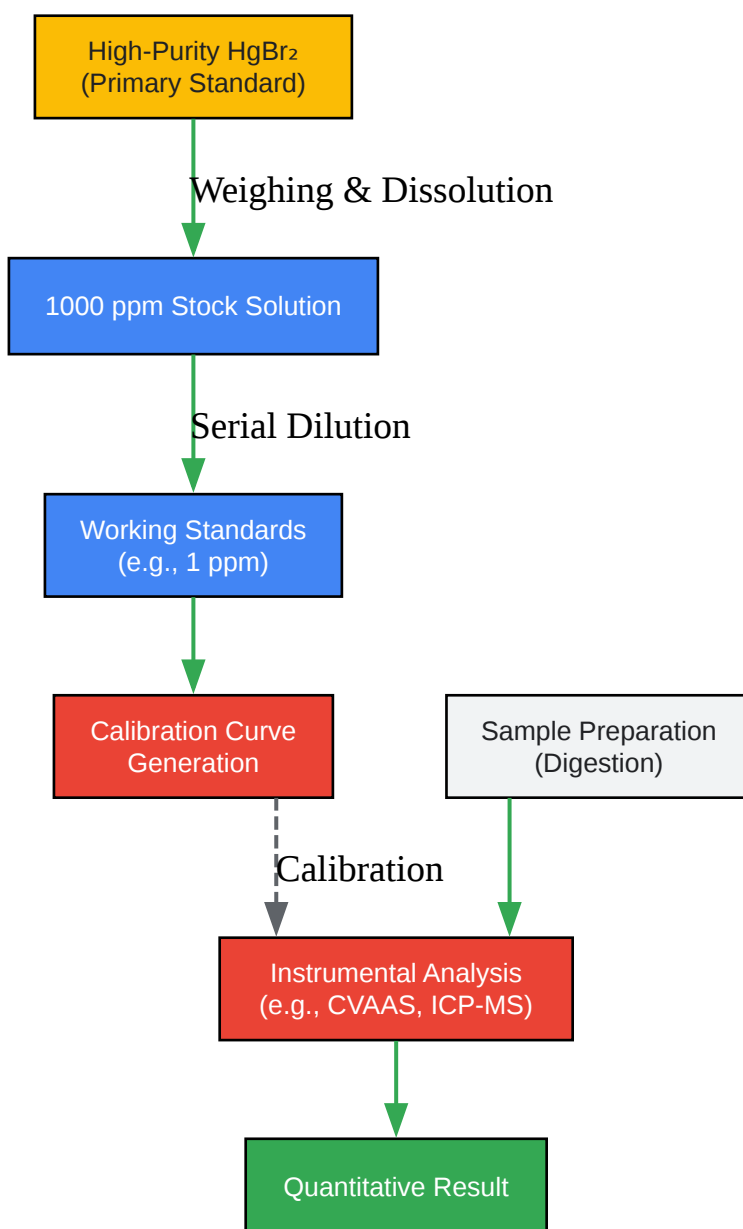 High-Purity HgBr₂
(Primary Standard)
Weighing & Dissolution
1000 ppm Stock Solution
Serial Dilution
Working Standards
(e.g., 1 ppm)
Calibration Curve
Generation
Sample Preparation
(Digestion)
Calibration
Instrumental Analysis
(e.g., CVAAS, ICP-MS)
Quantitative Result